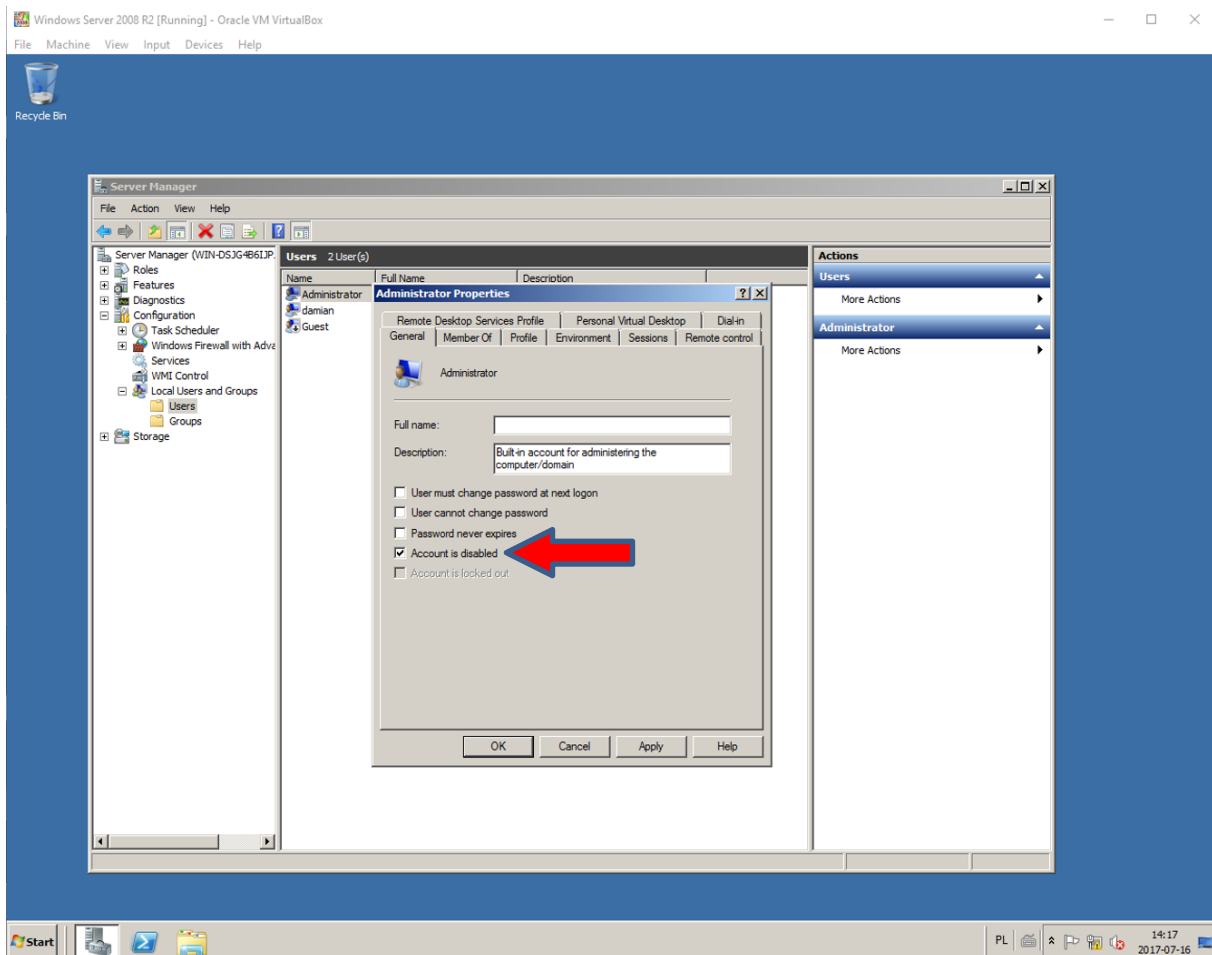 Windows Server 2008 R2 [Running] - Oracle VM VirtualBox
File Machine View Input Devices Help
Recycle Bin
Server Manager
File Action View Help
Server Manager (WIN-DSJG4B6IJP.
Roles
Features
Diagnostics
Configuration
Task Scheduler
Windows Firewall with Adva
Services
WMI Control
Local Users and Groups
Users
Groups
Storage
Users 2 User(s)
Name Full Name Description
Administrator
damian
Guest
Administrator Properties
Remote Desktop Services Profile Personal Virtual Desktop Dial-in
General Member Of Profile Environment Sessions Remote control
Administrator
Full name:
Description: Built-in account for administering the
computer/domain
User must change password at next logon
User cannot change password
Password never expires
Account is disabled
Account is locked out
OK Cancel Apply Help
Actions
Users
More Actions
Administrator
More Actions
Start
PL
14:17
2017-07-16